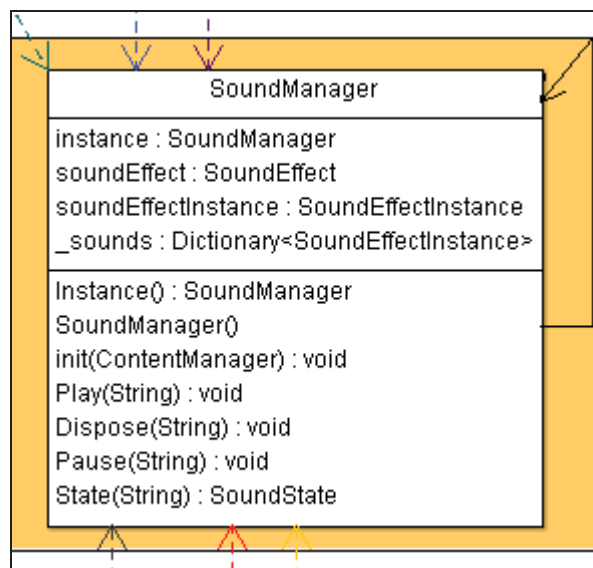 SoundManager
instance : SoundManager
soundEffect : SoundEffect
soundEffectInstance : SoundEffectInstance
_sounds : Dictionary<SoundEffectInstance>
Instance() : SoundManager
SoundManager()
init(ContentManager) : void
Play(String) : void
Dispose(String) : void
Pause(String) : void
State(String) : SoundState